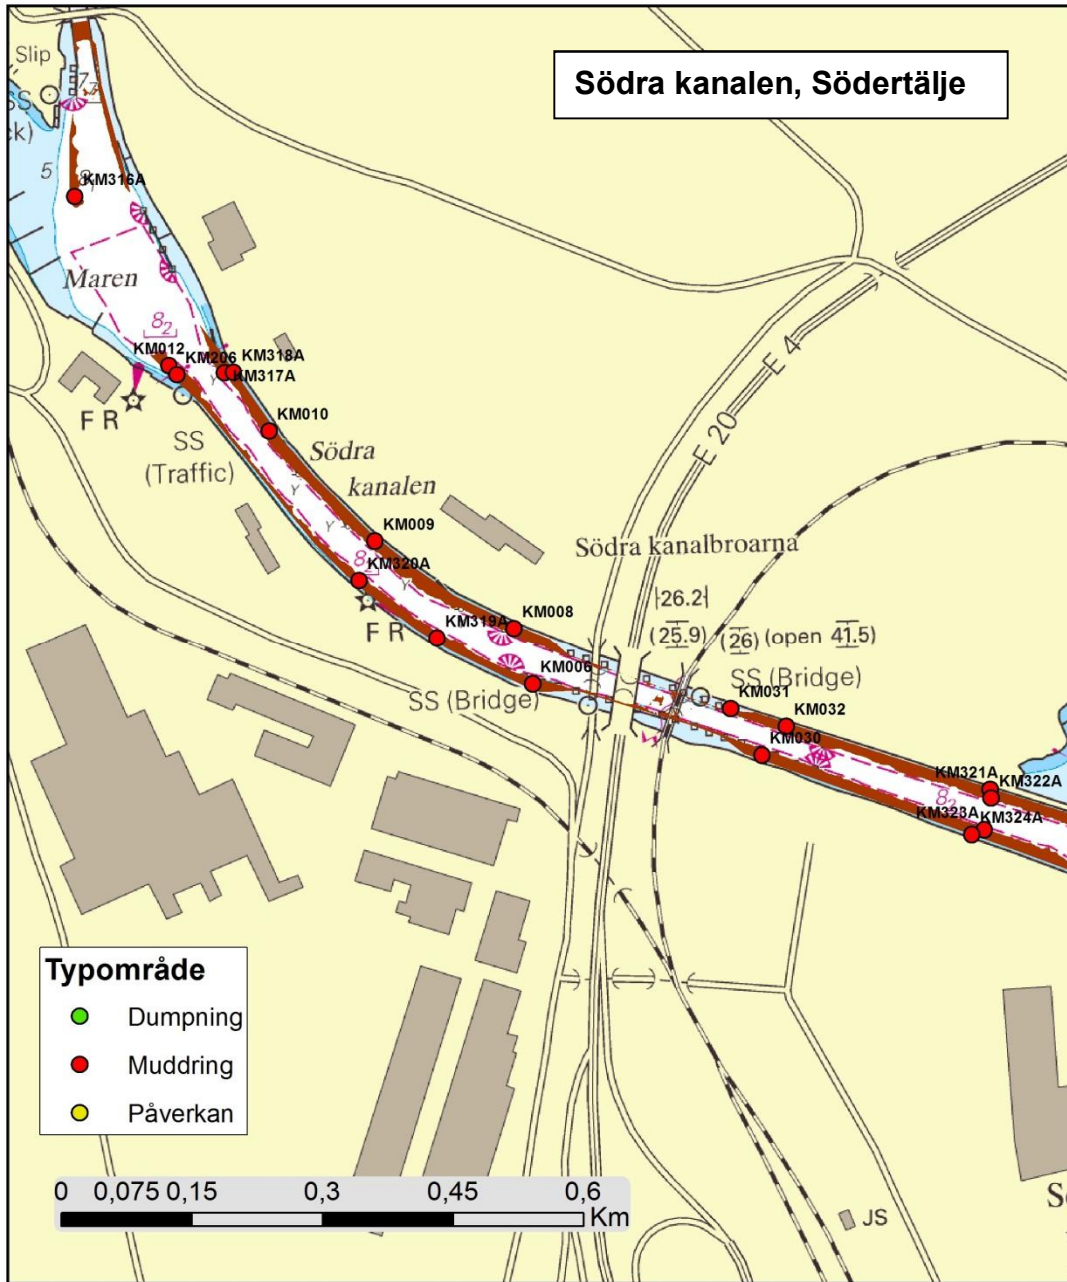 Södra kanalen, Södertälje
Slip
7₇
SS
ck)
5
8₁
KM316A
Maren
8₂
KM012
KM206
KM318A
KM317A
F R
SS
(Traffic)
KM010
Södra
kanalen
Y
Y
KM009
8₂
KM320A
Y
F R
KM319A
KM008
KM006
SS (Bridge)
E 4
E 20
Södra kanalbroarna
26.2
(25.9)
(26)
(open 41.5)
SS (Bridge)
KM031
KM032
KM030
KM321A
KM322A
8₂
KM323A
KM324A
Typområde
Dumpning
Muddring
Påverkan
0 0,075 0,15 0,3 0,45 0,6
Km
JS